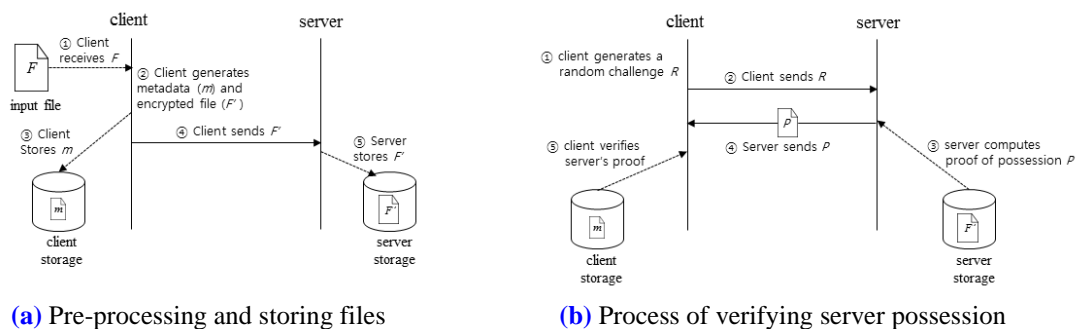 client
server
① Client
receives F
F
input file
② Client generates
metadata (m) and
encrypted file (F' )
③ Client
Stores m
④ Client sends F'
⑤ Server
stores F'
m
F'
client
storage
server
storage
(a) Pre-processing and storing files
client
server
① client generates a
random challenge R
② Client sends R
P
④ Server sends P
⑤ client verifies
server's proof
③ server computes
proof of possession P
m
F'
client
storage
server
storage
(b) Process of verifying server possession